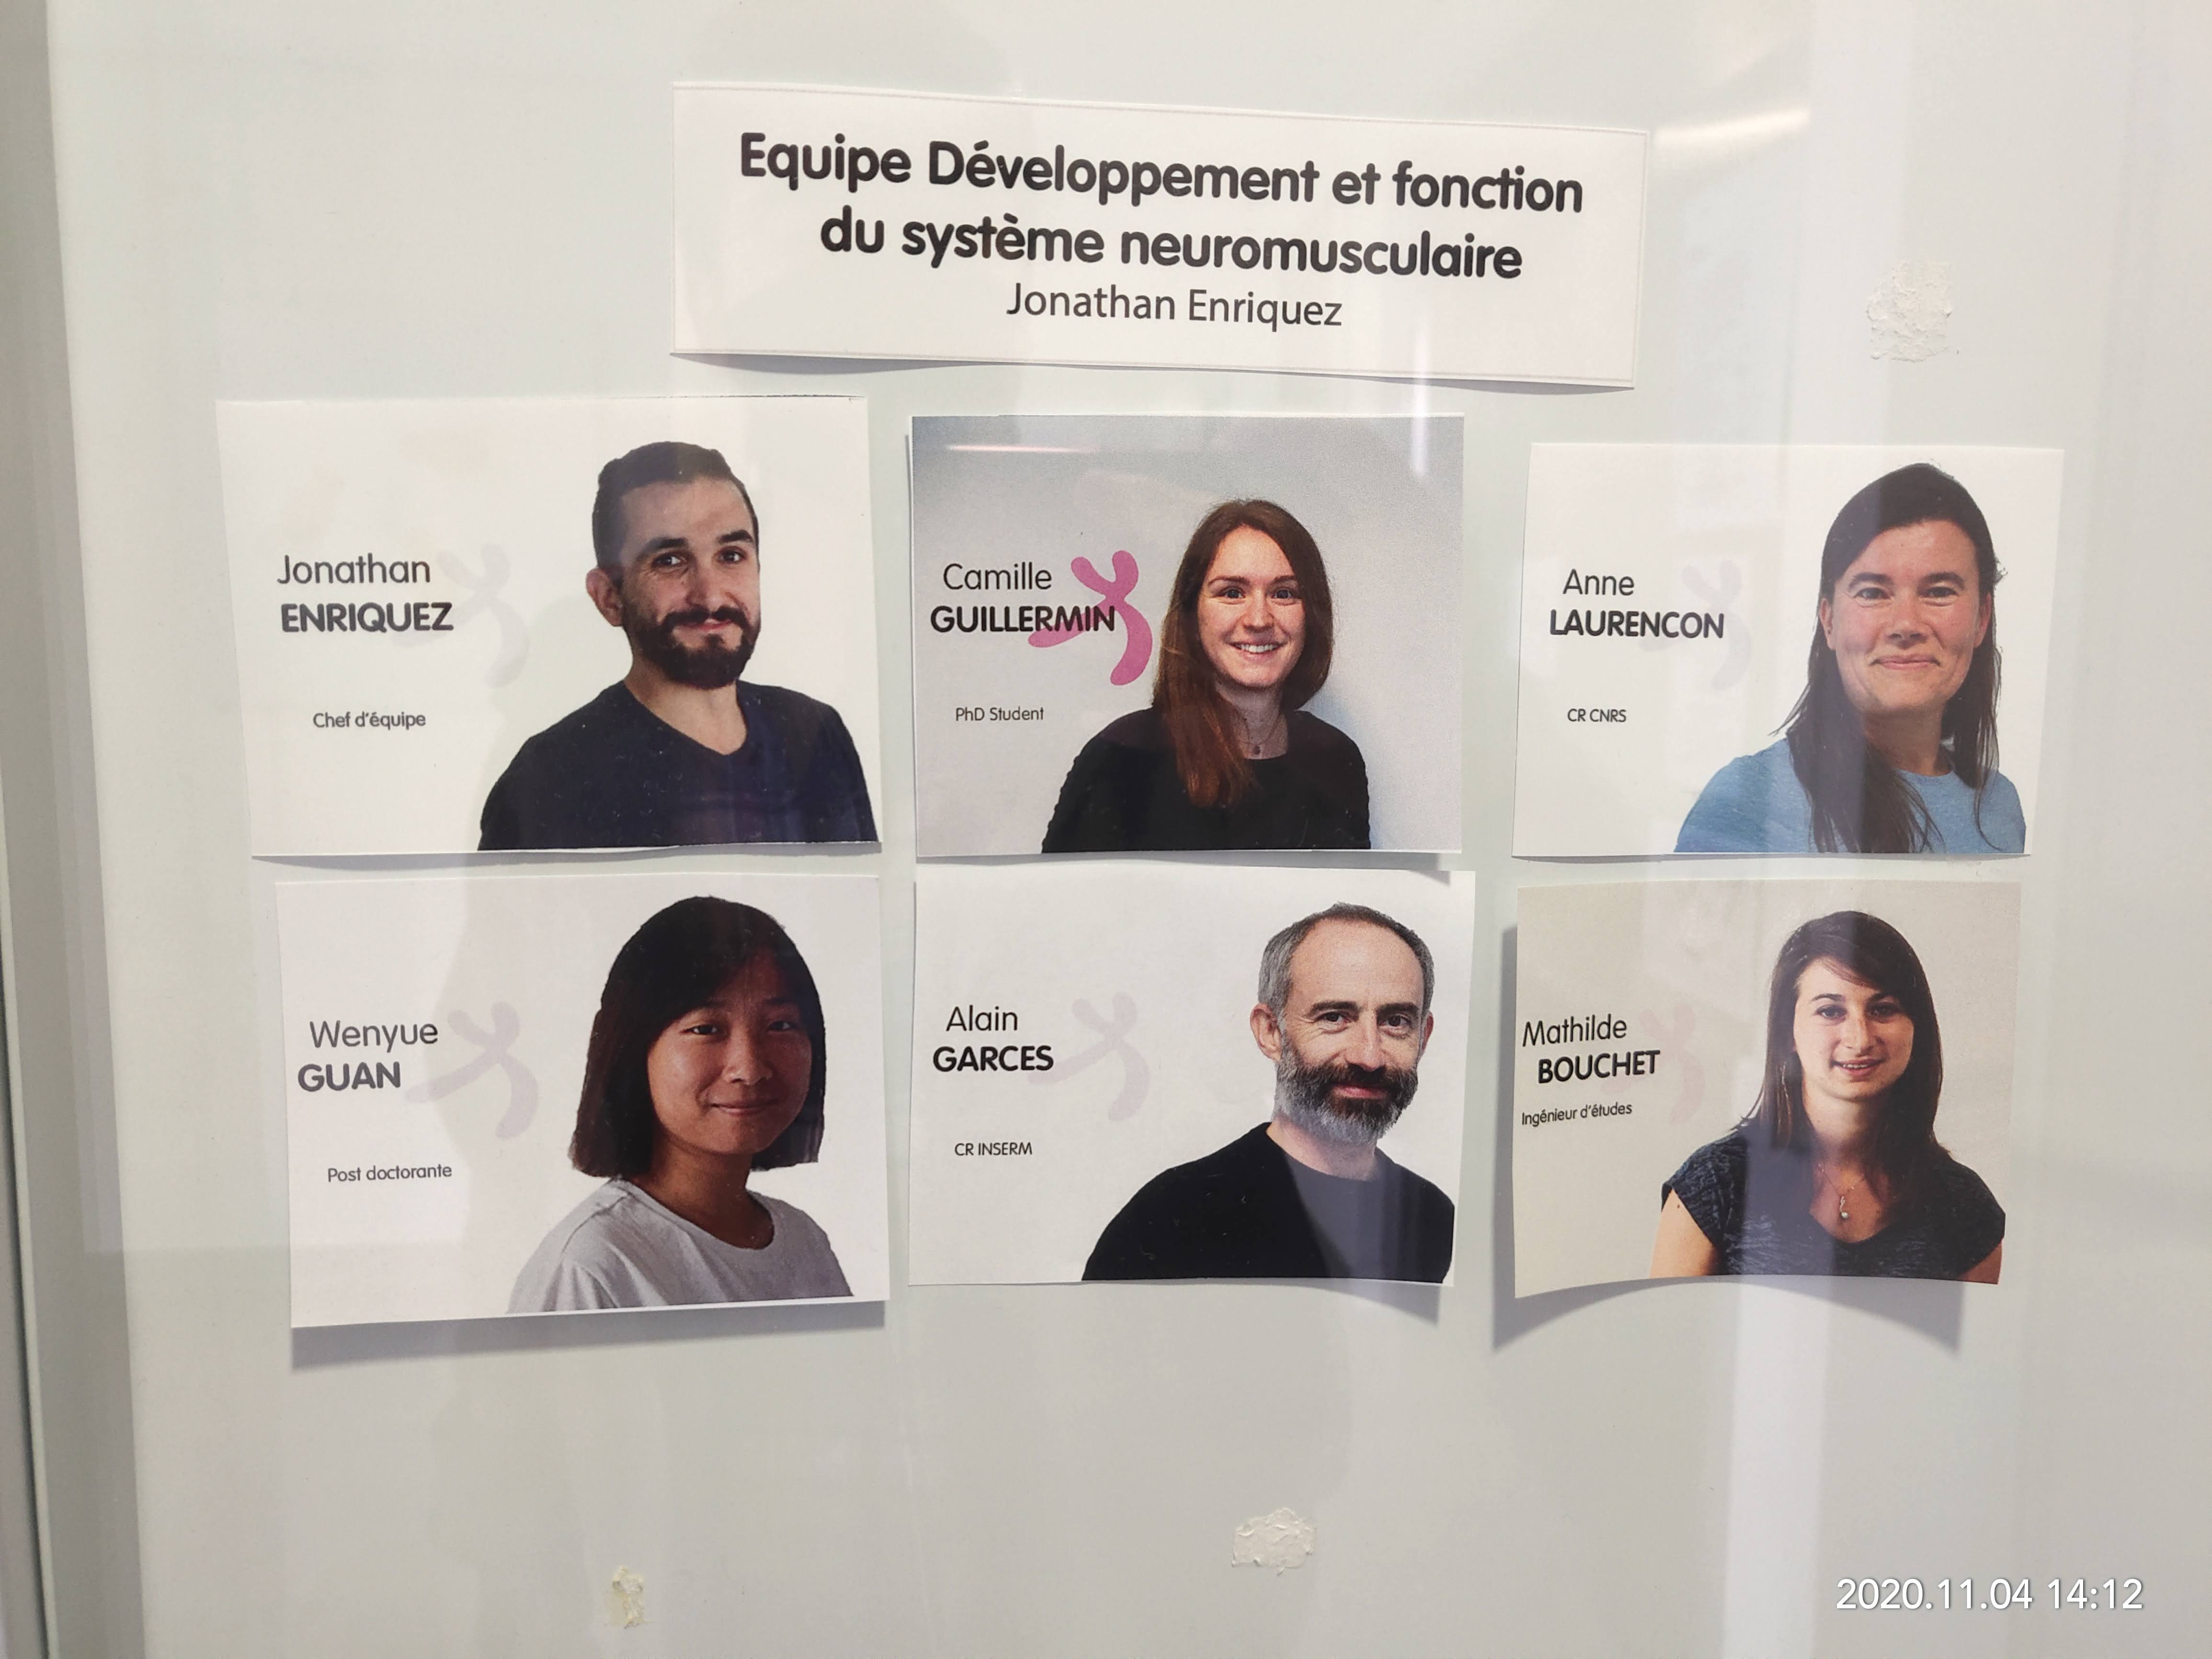 Equipe Développement et fonction
du système neuromusculaire
Jonathan Enriquez
Jonathan
ENRIQUEZ
Chef d'équipe
Camille
GUILLERMIN
PhD Student
Anne
LAURENCON
CR CNRS
Wenyue
GUAN
Post doctorante
Alain
GARCES
CR INSERM
Mathilde
BOUCHET
Ingénieur d'études
2020.11.04 14:12